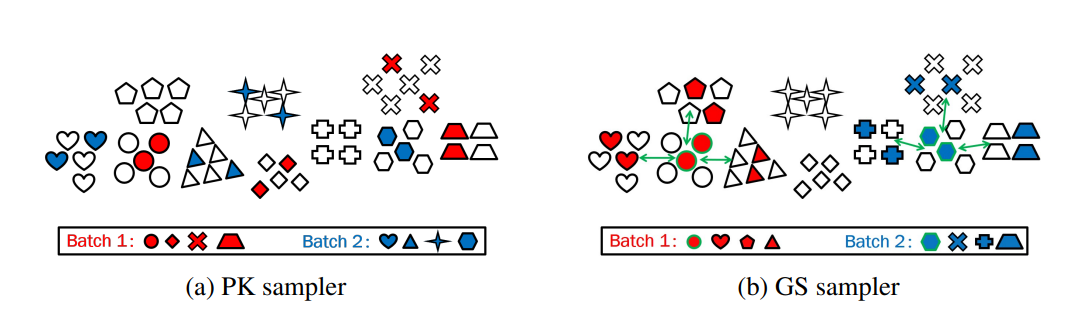 Batch 1:
Batch 2:
Batch 1:
Batch 2:
(a) PK sampler
(b) GS sampler